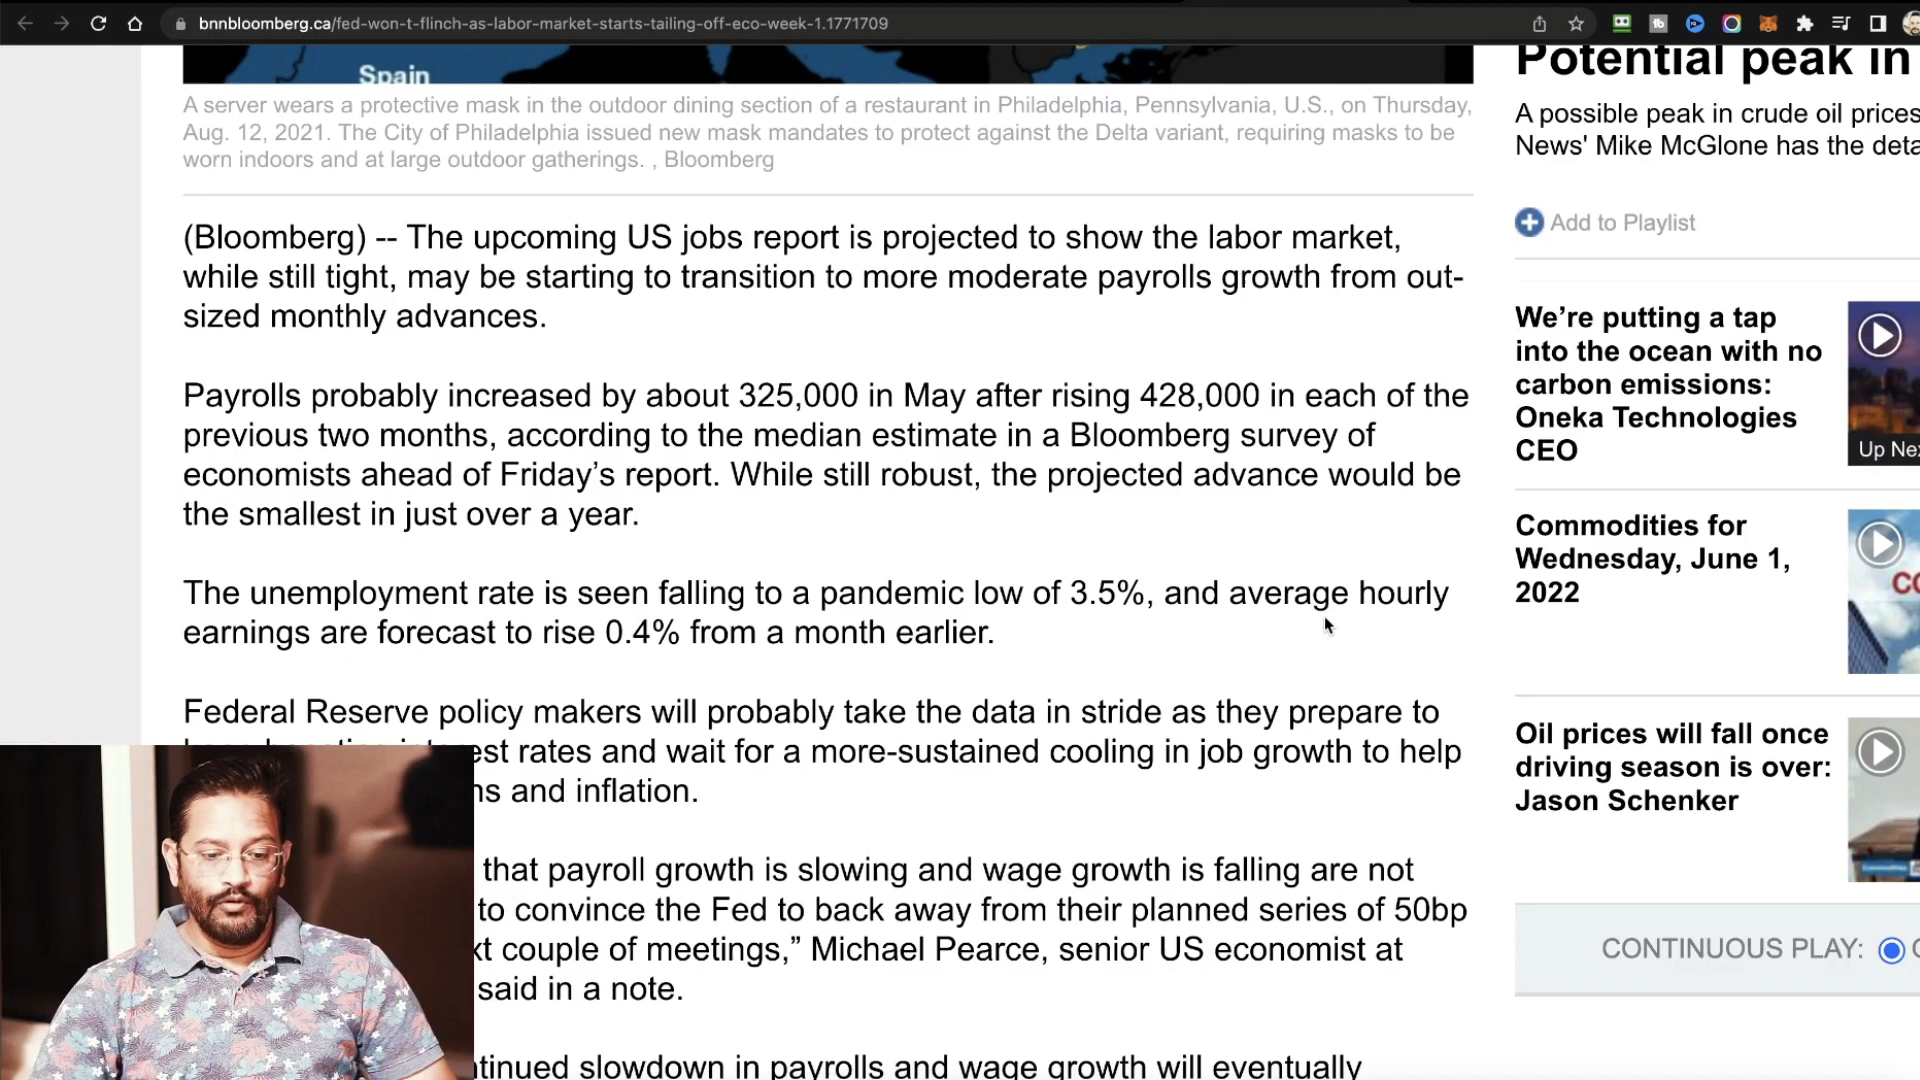 bnnbloomberg.ca/fed-won-t-flinch-as-labor-market-starts-tailing-off-eco-week-1.1771709
Spain
A server wears a protective mask in the outdoor dining section of a restaurant in Philadelphia, Pennsylvania, U.S., on Thursday,
Aug. 12, 2021. The City of Philadelphia issued new mask mandates to protect against the Delta variant, requiring masks to be
worn indoors and at large outdoor gatherings. , Bloomberg
(Bloomberg) -- The upcoming US jobs report is projected to show the labor market,
while still tight, may be starting to transition to more moderate payrolls growth from out-
sized monthly advances.
Payrolls probably increased by about 325,000 in May after rising 428,000 in each of the
previous two months, according to the median estimate in a Bloomberg survey of
economists ahead of Friday’s report. While still robust, the projected advance would be
the smallest in just over a year.
The unemployment rate is seen falling to a pandemic low of 3.5%, and average hourly
earnings are forecast to rise 0.4% from a month earlier.
Federal Reserve policy makers will probably take the data in stride as they prepare to
rates and wait for a more-sustained cooling in job growth to help
and inflation.
that payroll growth is slowing and wage growth is falling are not
to convince the Fed to back away from their planned series of 50bp
couple of meetings,” Michael Pearce, senior US economist at
said in a note.
slowdown in payrolls and wage growth will eventually
Potential peak in
A possible peak in crude oil prices
News' Mike McGlone has the
Add to Playlist
We’re putting a tap
into the ocean with no
carbon emissions:
Oneka Technologies
CEO
Up
Commodities for
Wednesday, June 1,
2022
Oil prices will fall once
driving season is over:
Jason Schenker
CONTINUOUS PLAY: